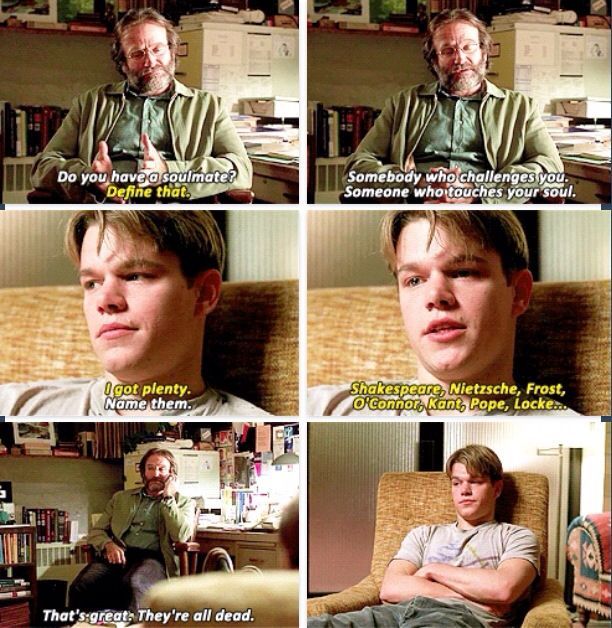 Do you have a soulmate?
Define that.
Somebody who challenges you.
Someone who touches your soul.
I got plenty.
Name them.
Shakespeare, Nietzsche, Frost,
O'Connor, Kant, Pope, Locke...
That's great. They're all dead.